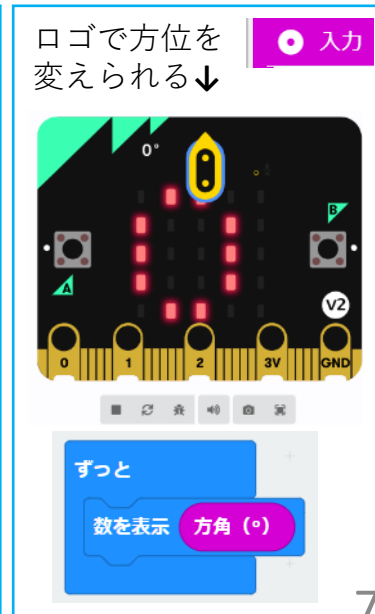 ロゴで方位を
変えられる↓
入力
0°
B
A
V2
0 1 2 3V GND
ずっと
数を表示 方角（°）
7